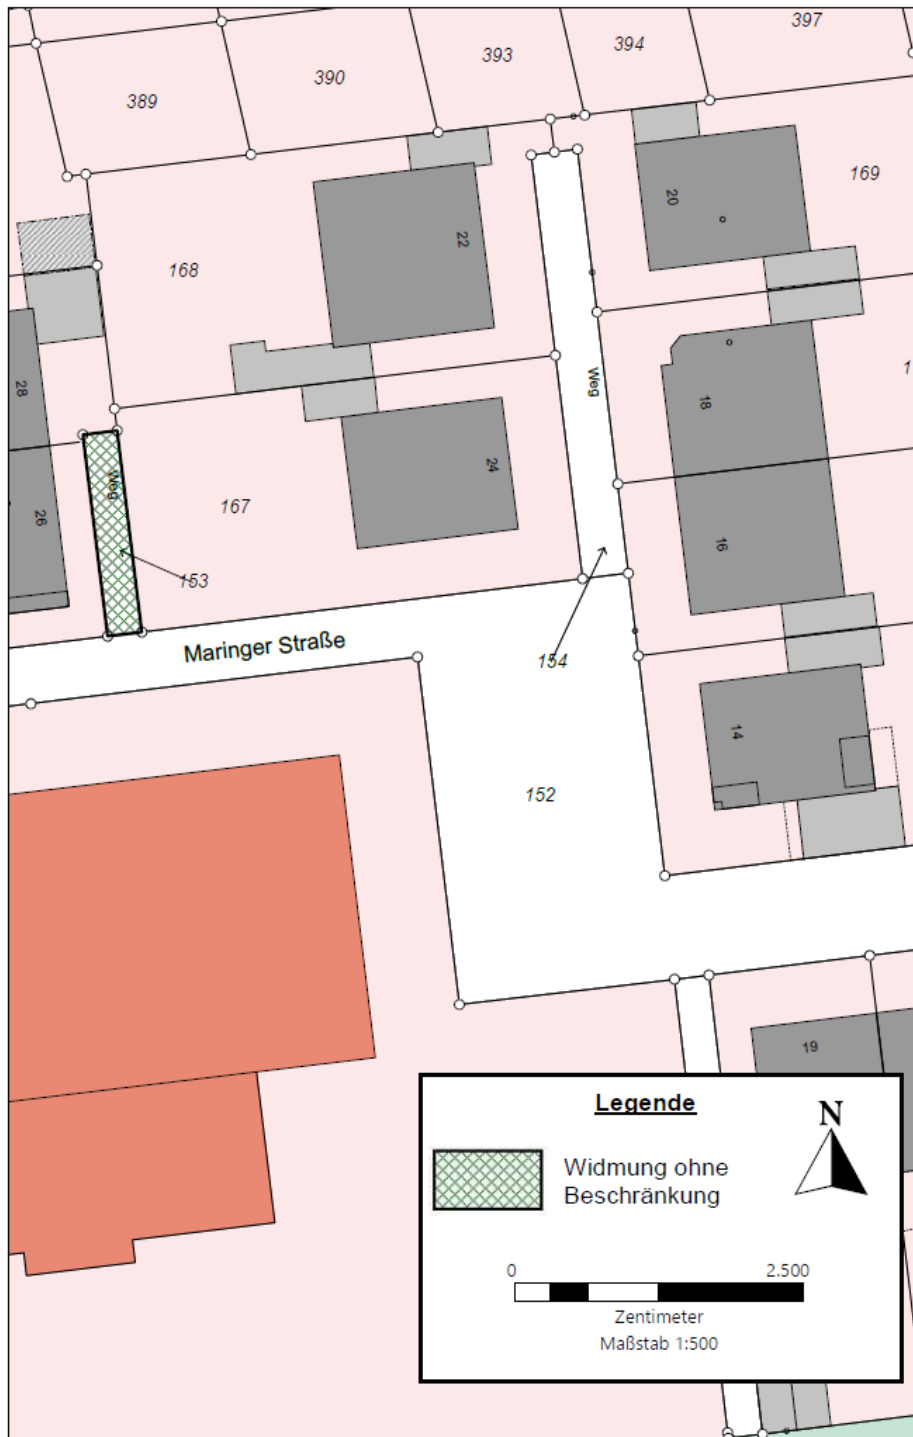 397
394
393
390
389
169
20
22
168
Weg
1
28
18
24
Weg
167
26
16
153
Maringer Straße
154
14
152
19
Legende
N
Widmung ohne
Beschränkung
0 2.500
Zentimeter
Maßstab 1:500